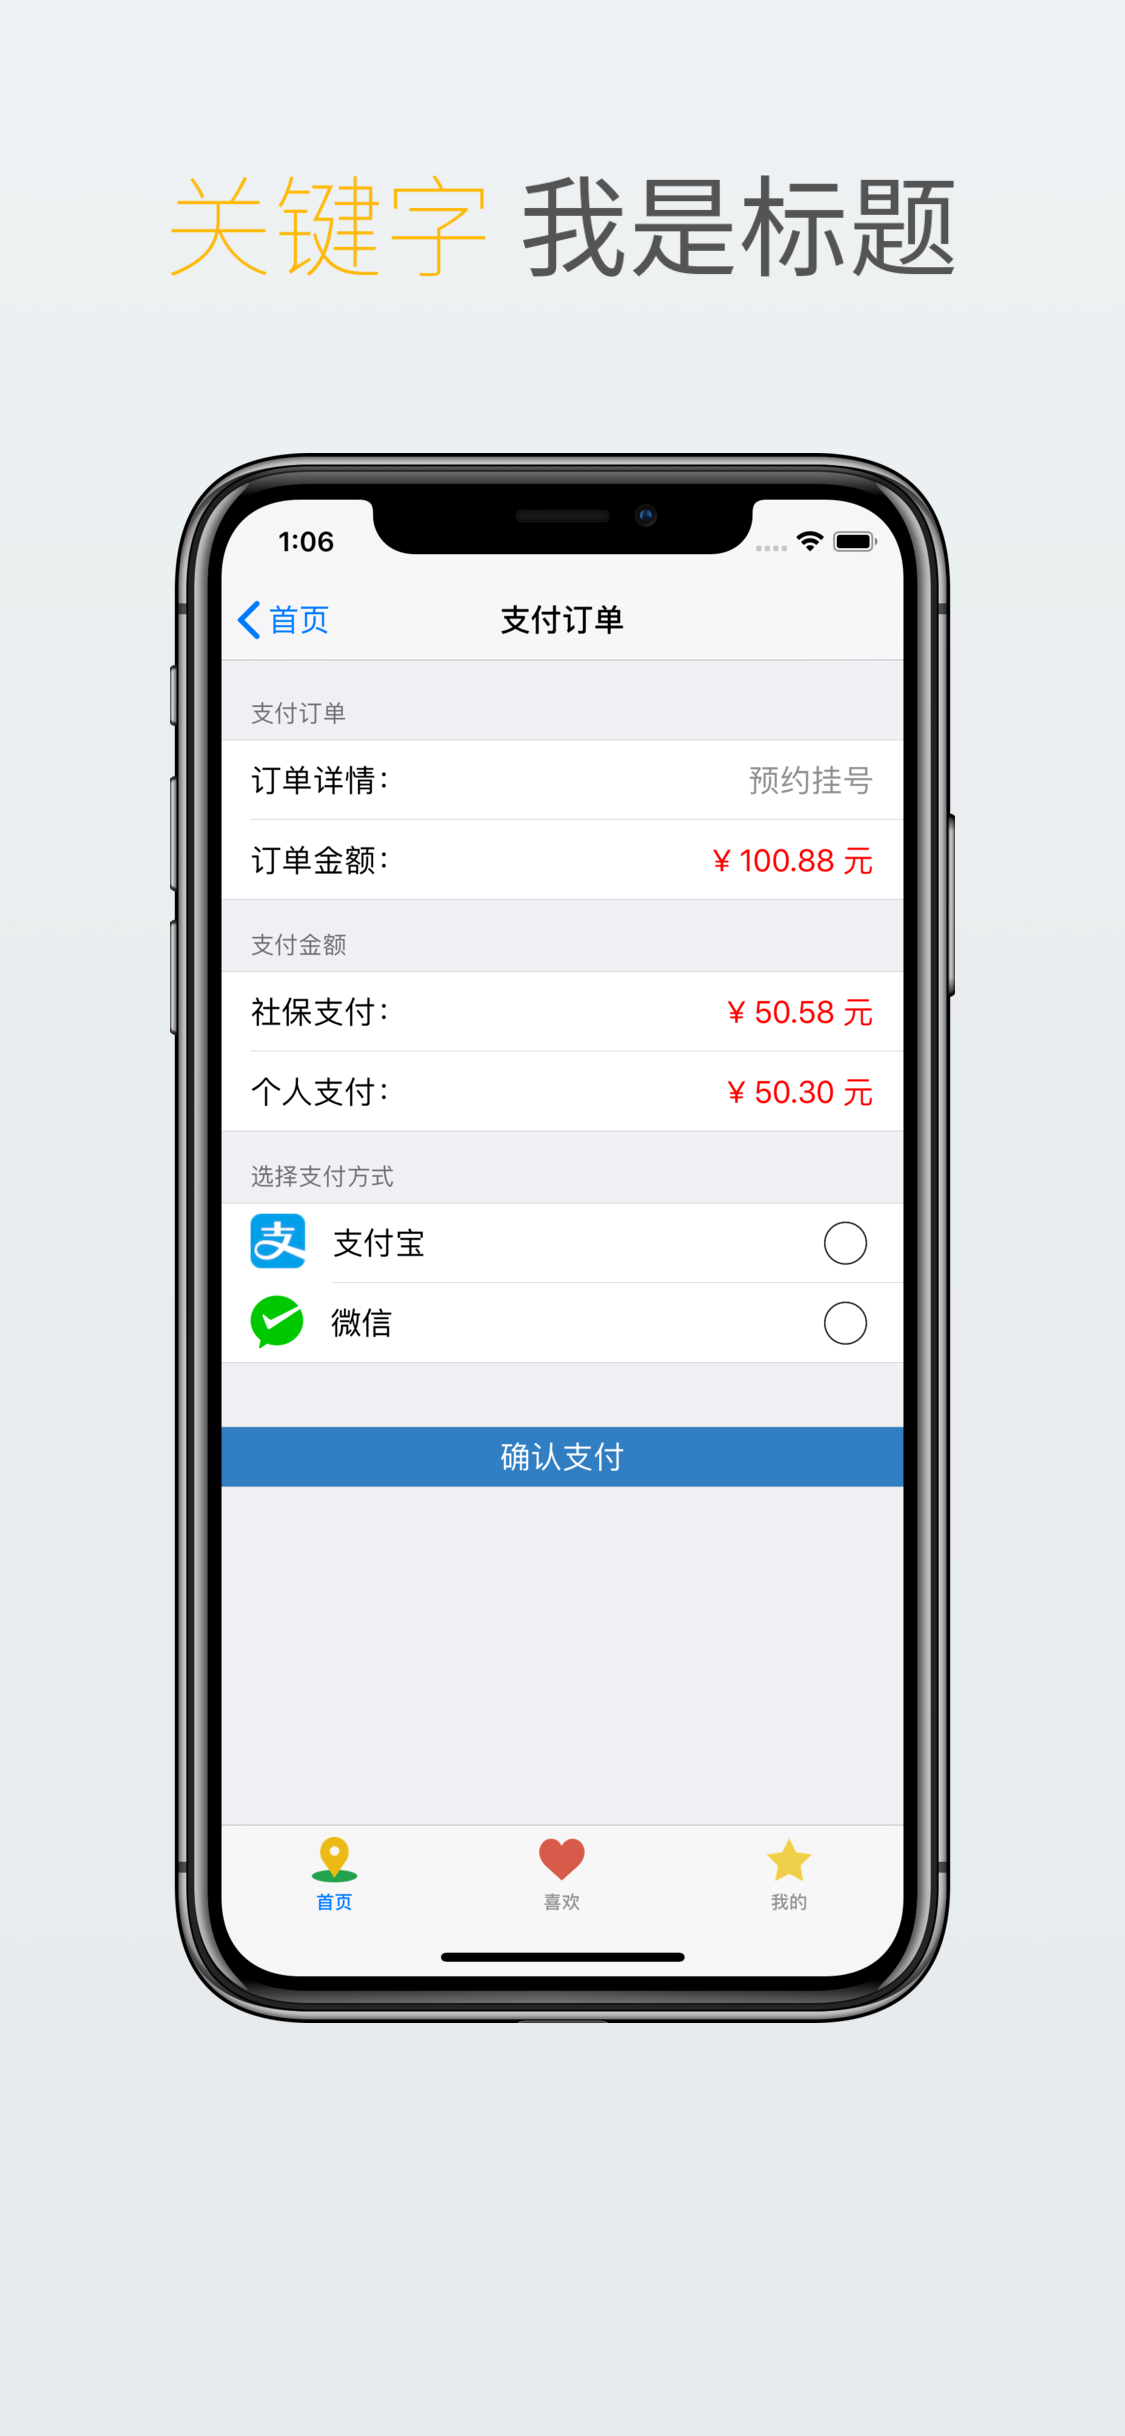 关键字 我是标题
1:06
首页 支付订单
支付订单
订单详情： 预约挂号
订单金额： ¥ 100.88 元
支付金额
社保支付： ¥ 50.58 元
个人支付： ¥ 50.30 元
选择支付方式
支 支付宝
微信
确认支付
首页 喜欢 我的